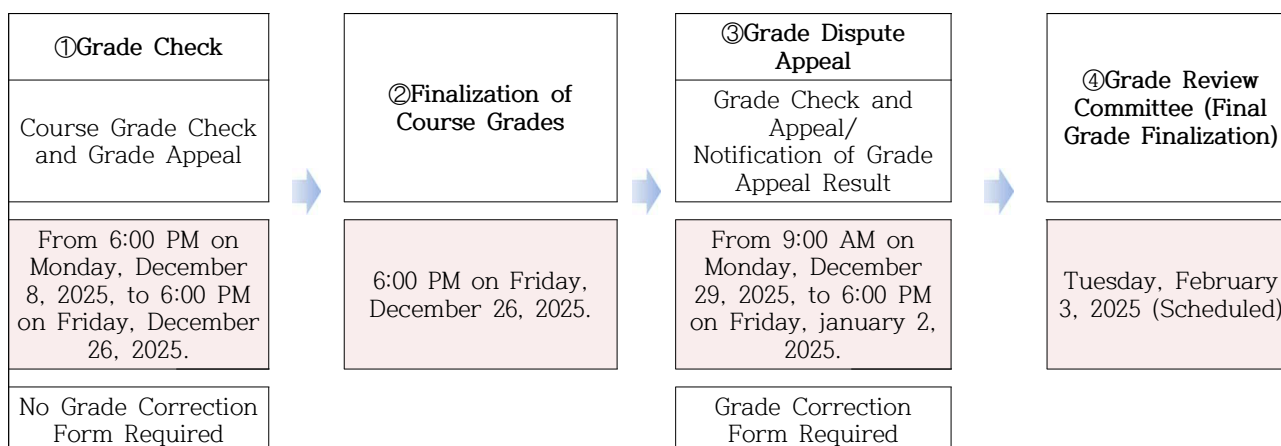 ①Grade Check
Course Grade Check
and Grade Appeal
From 6:00 PM on
Monday, December
8, 2025, to 6:00 PM
on Friday, December
26, 2025.
No Grade Correction
Form Required
②Finalization of
Course Grades
6:00 PM on Friday,
December 26, 2025.
③Grade Dispute
Appeal
Grade Check and
Appeal/
Notification of Grade
Appeal Result
From 9:00 AM on
Monday, December
29, 2025, to 6:00 PM
on Friday, january 2,
2025.
Grade Correction
Form Required
④Grade Review
Committee (Final
Grade Finalization)
Tuesday, February
3, 2025 (Scheduled)